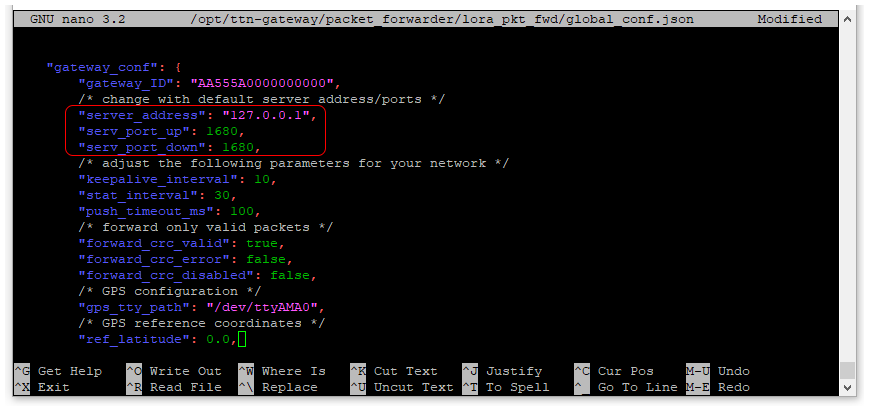 GNU nano 3.2 /opt/ttn-gateway/packet_forwarder/lora_pkt_fwd/global_conf.json Modified
"gateway_conf": {
"gateway_ID": "AA555A0000000000",
/* change with default server address/ports */
"server_address": "127.0.0.1",
"serv_port_up": 1680,
"serv_port_down": 1680,
/* adjust the following parameters for your network */
"keepalive_interval": 10,
"stat_interval": 30,
"push_timeout_ms": 100,
/* forward only valid packets */
"forward_crc_valid": true,
"forward_crc_error": false,
"forward_crc_disabled": false,
/* GPS configuration */
"gps_tty_path": "/dev/ttyAMA0",
/* GPS reference coordinates */
"ref_latitude": 0.0,
^G Get Help ^O Write Out ^W Where Is ^K Cut Text ^J Justify ^C Cur Pos M-U Undo
^X Exit ^R Read File ^\ Replace ^U Uncut Text ^T To Spell ^_ Go To Line M-E Redo